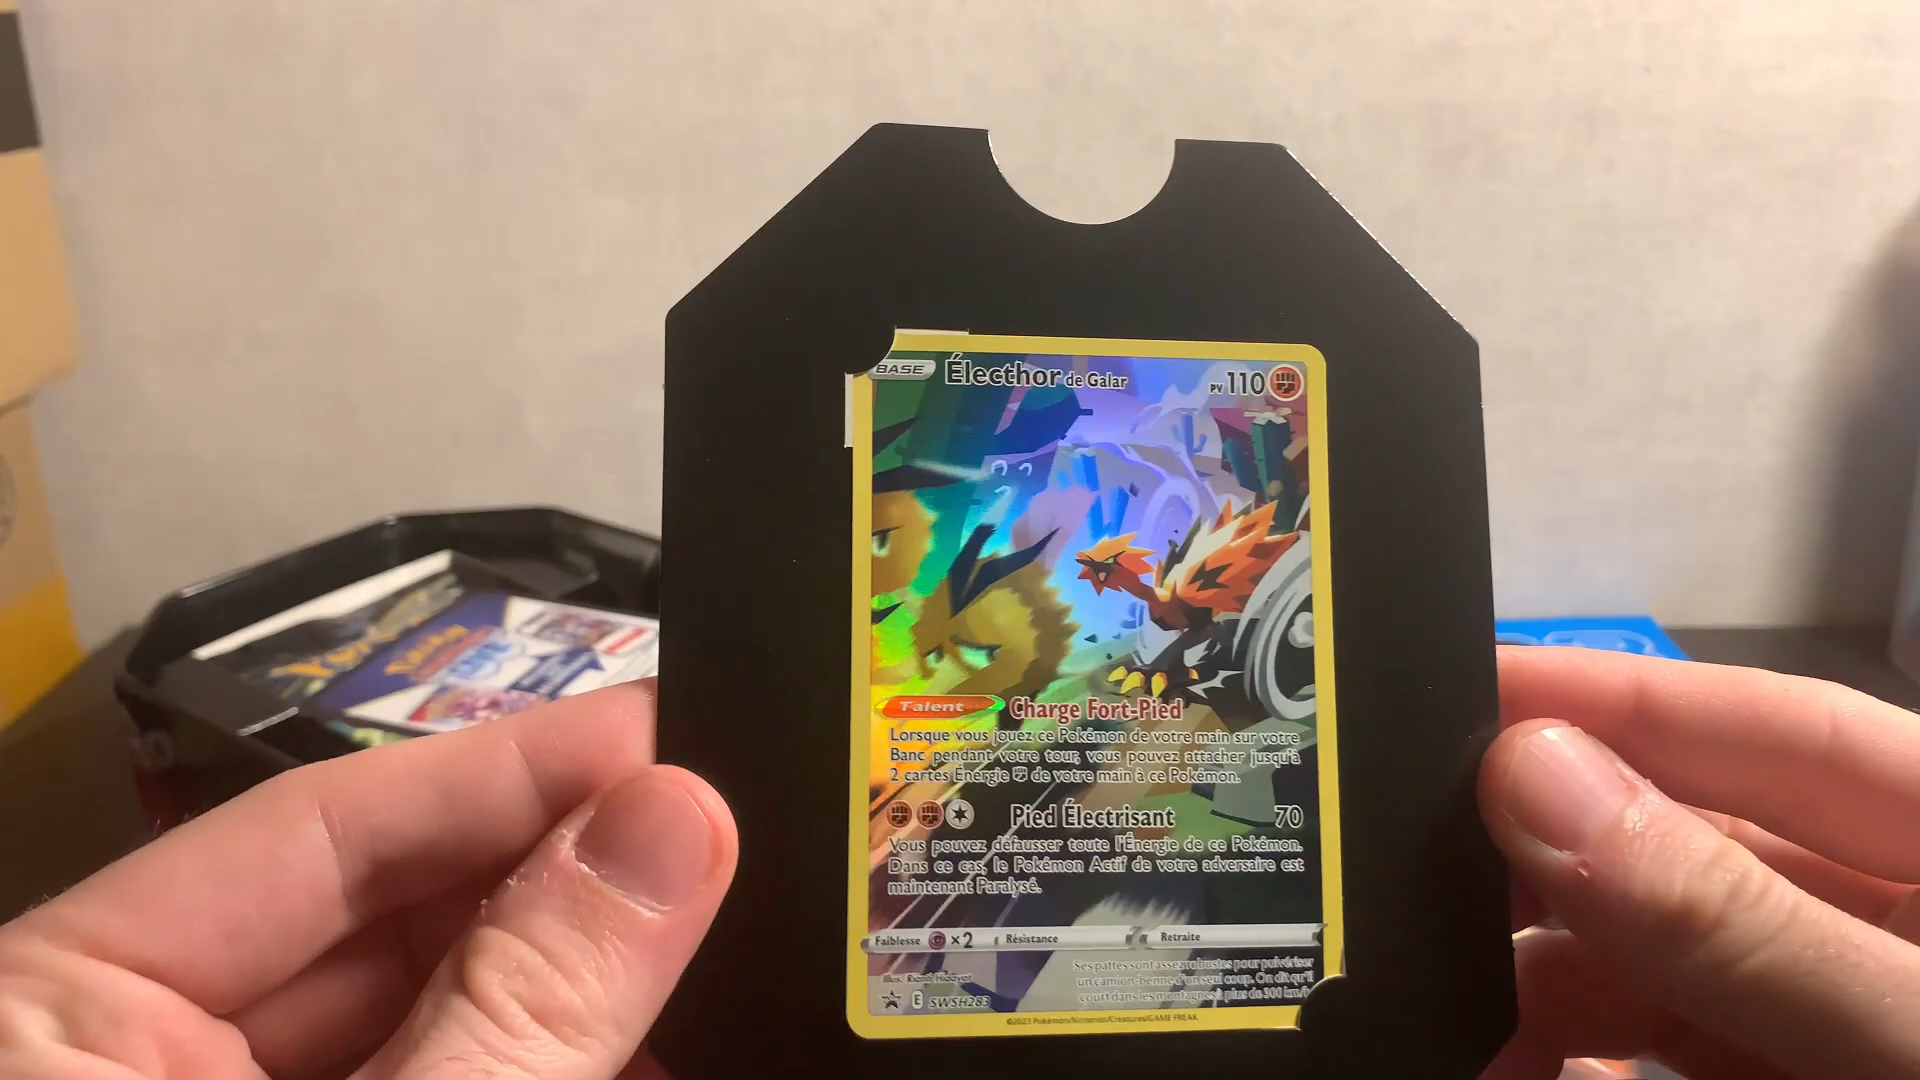 BASE Électhor de Galar PV 110
Talent Charge Fort-Pied
Lorsque vous jouez ce Pokémon de votre main sur votre
Banc pendant votre tour, vous pouvez attacher jusqu'à
2 cartes Énergie de votre main à ce Pokémon.
Pied Électrisant 70
Vous pouvez défausser toute l'Énergie de ce Pokémon.
Dans ce cas, le Pokémon Actif de votre adversaire est
maintenant Paralysé.
Faiblesse ×2 Résistance Retraite
Illus. Rianti Hidayat
Ses pattes sont assez robustes pour pulvériser
un camion-benne d'un seul coup. On dit qu'il
court dans les montagnes à plus de 300 km/h
E SWSH283
©2023 Pokémon/Nintendo/Creatures/GAME FREAK
Pokémon